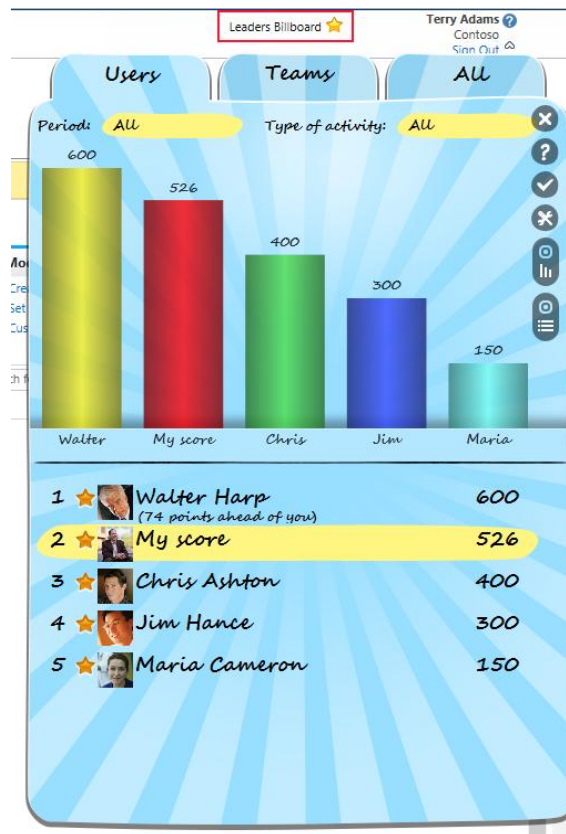 Leaders Billboard
Terry Adams
Contoso
Sign Out
Users Teams All
Period: All Type of activity: All
600
526
400
300
150
Walter My score Chris Jim Maria
1 Walter Harp 600
(74 points ahead of you)
2 My score 526
3 Chris Ashton 400
4 Jim Hance 300
5 Maria Cameron 150